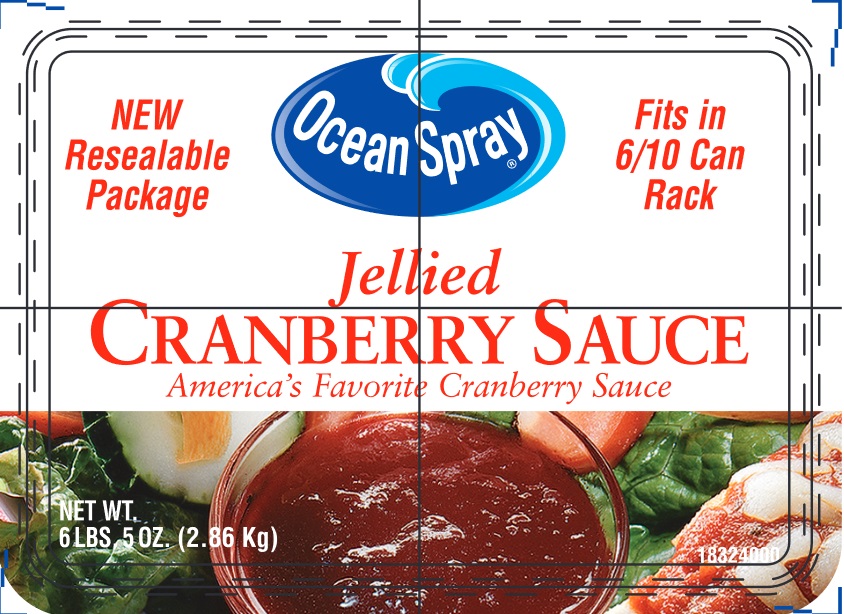 NEW
Resealable
Package
Ocean Spray®
Fits in
6/10 Can
Rack
Jellied
CRANBERRY SAUCE
America's Favorite Cranberry Sauce
NET WT.
6 LBS, 5 OZ. (2.86 Kg)
18324000